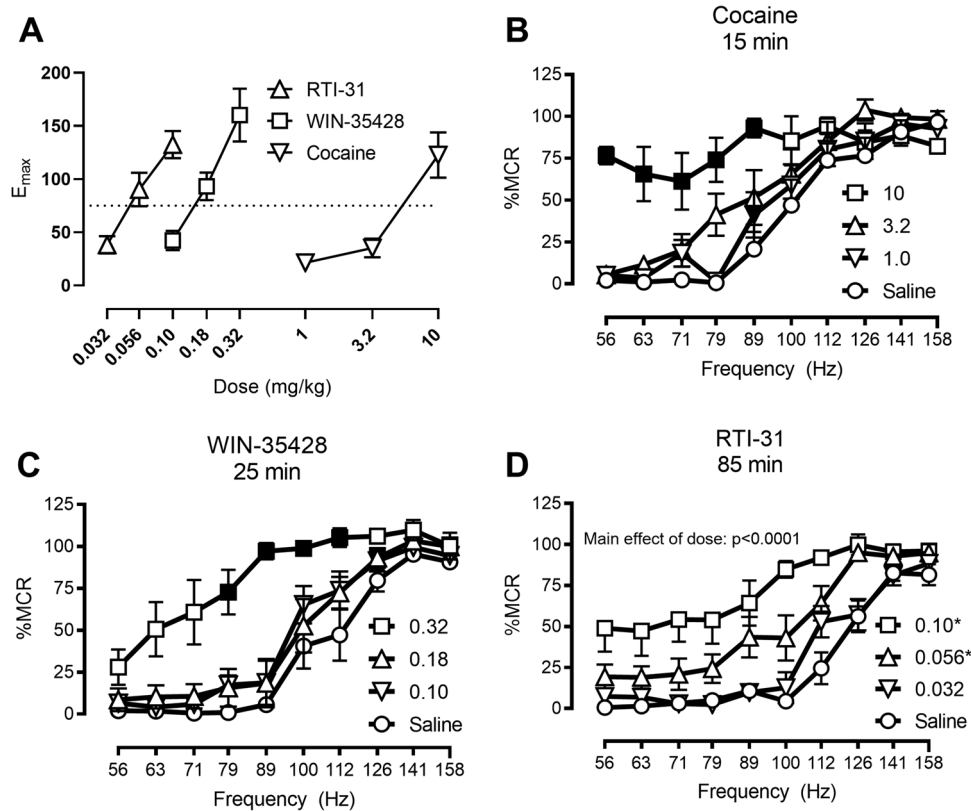 A
200
150
100
50
0
Emax
RTI-31
WIN-35428
Cocaine
0.032
0.056
0.10
0.18
0.32
1
3.2
10
Dose (mg/kg)
B
Cocaine
15 min
125
100
75
50
25
0
%MCR
10
3.2
1.0
Saline
56 63 71 79 89 100 112 126 141 158
Frequency (Hz)
C
WIN-35428
25 min
125
100
75
50
25
0
%MCR
0.32
0.18
0.10
Saline
56 63 71 79 89 100 112 126 141 158
Frequency (Hz)
D
RTI-31
85 min
125
100
75
50
25
0
%MCR
Main effect of dose: p<0.0001
0.10*
0.056*
0.032
Saline
56 63 71 79 89 100 112 126 141 158
Frequency (Hz)